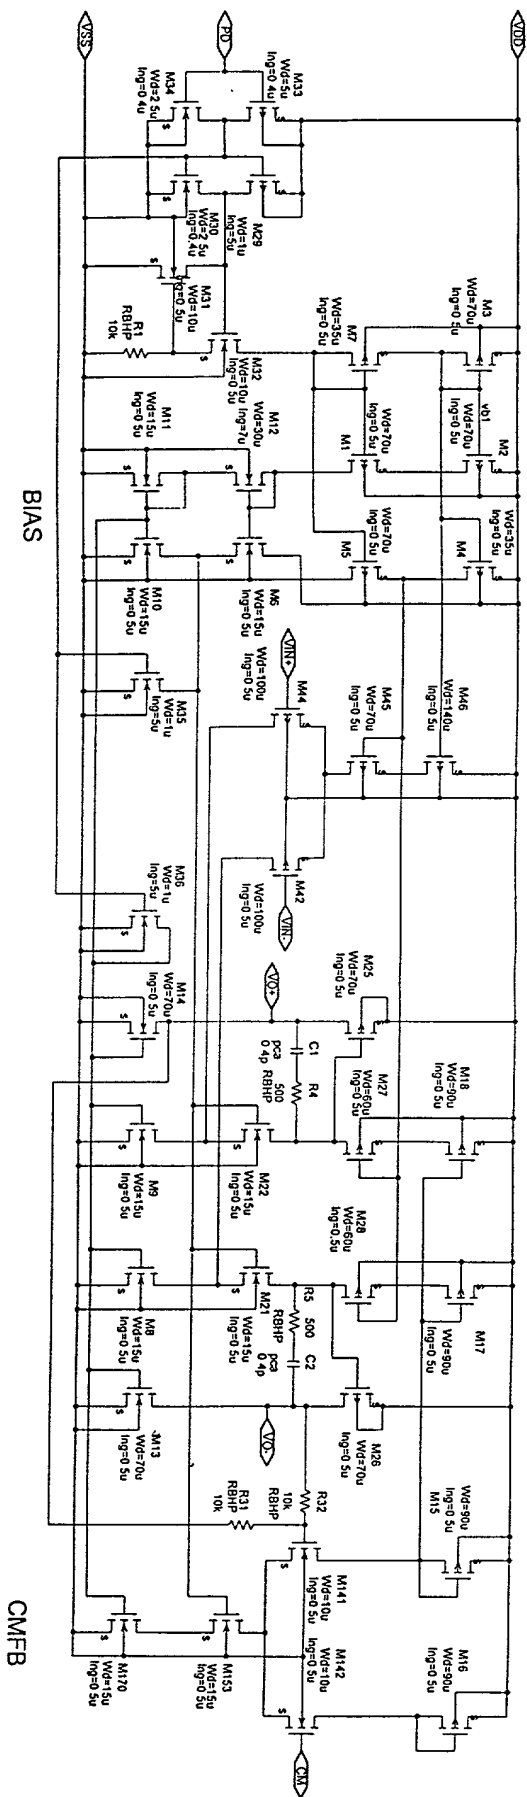 VDD
PD
VSS
M33
Wd=5u
lng=0.4u
M34
Wd=2.5u
lng=0.4u
M29
Wd=1u
lng=5u
M30
Wd=2.5u
lng=0.4u
M31
Wd=10u
lng=0.5u
R1
RBHP
10k
M32
Wd=10u
lng=0.5u
M3
Wd=70u
lng=0.5u
M7
Wd=35u
lng=0.5u
vb1
M2
Wd=70u
lng=0.5u
M1
Wd=70u
lng=0.5u
M12
Wd=30u
lng=7u
M11
Wd=15u
lng=0.5u
M4
Wd=35u
lng=0.5u
M5
Wd=70u
lng=0.5u
M6
Wd=15u
lng=0.5u
M10
Wd=15u
lng=0.5u
BIAS
M35
Wd=1u
lng=5u
M46
Wd=140u
lng=0.5u
M45
Wd=70u
lng=0.5u
VIN+
M44
Wd=100u
lng=0.5u
M42
Wd=100u
lng=0.5u
VIN-
M36
Wd=1u
lng=5u
M14
Wd=70u
lng=0.5u
VO+
M25
Wd=70u
lng=0.5u
C1
pca
0.4p
R4
500
RBHP
M18
Wd=90u
lng=0.5u
M27
Wd=60u
lng=0.5u
M22
Wd=15u
lng=0.5u
M9
Wd=15u
lng=0.5u
M17
Wd=90u
lng=0.5u
M28
Wd=60u
lng=0.5u
M21
Wd=15u
lng=0.5u
M8
Wd=15u
lng=0.5u
R5
500
RBHP
C2
pca
0.4p
M26
Wd=70u
lng=0.5u
VO-
M13
Wd=70u
lng=0.5u
R32
10k
RBHP
R31
RBHP
10k
M15
Wd=90u
lng=0.5u
M16
Wd=90u
lng=0.5u
M141
Wd=10u
lng=0.5u
M142
Wd=10u
lng=0.5u
CM
M153
Wd=15u
lng=0.5u
M170
Wd=15u
lng=0.5u
CMFB